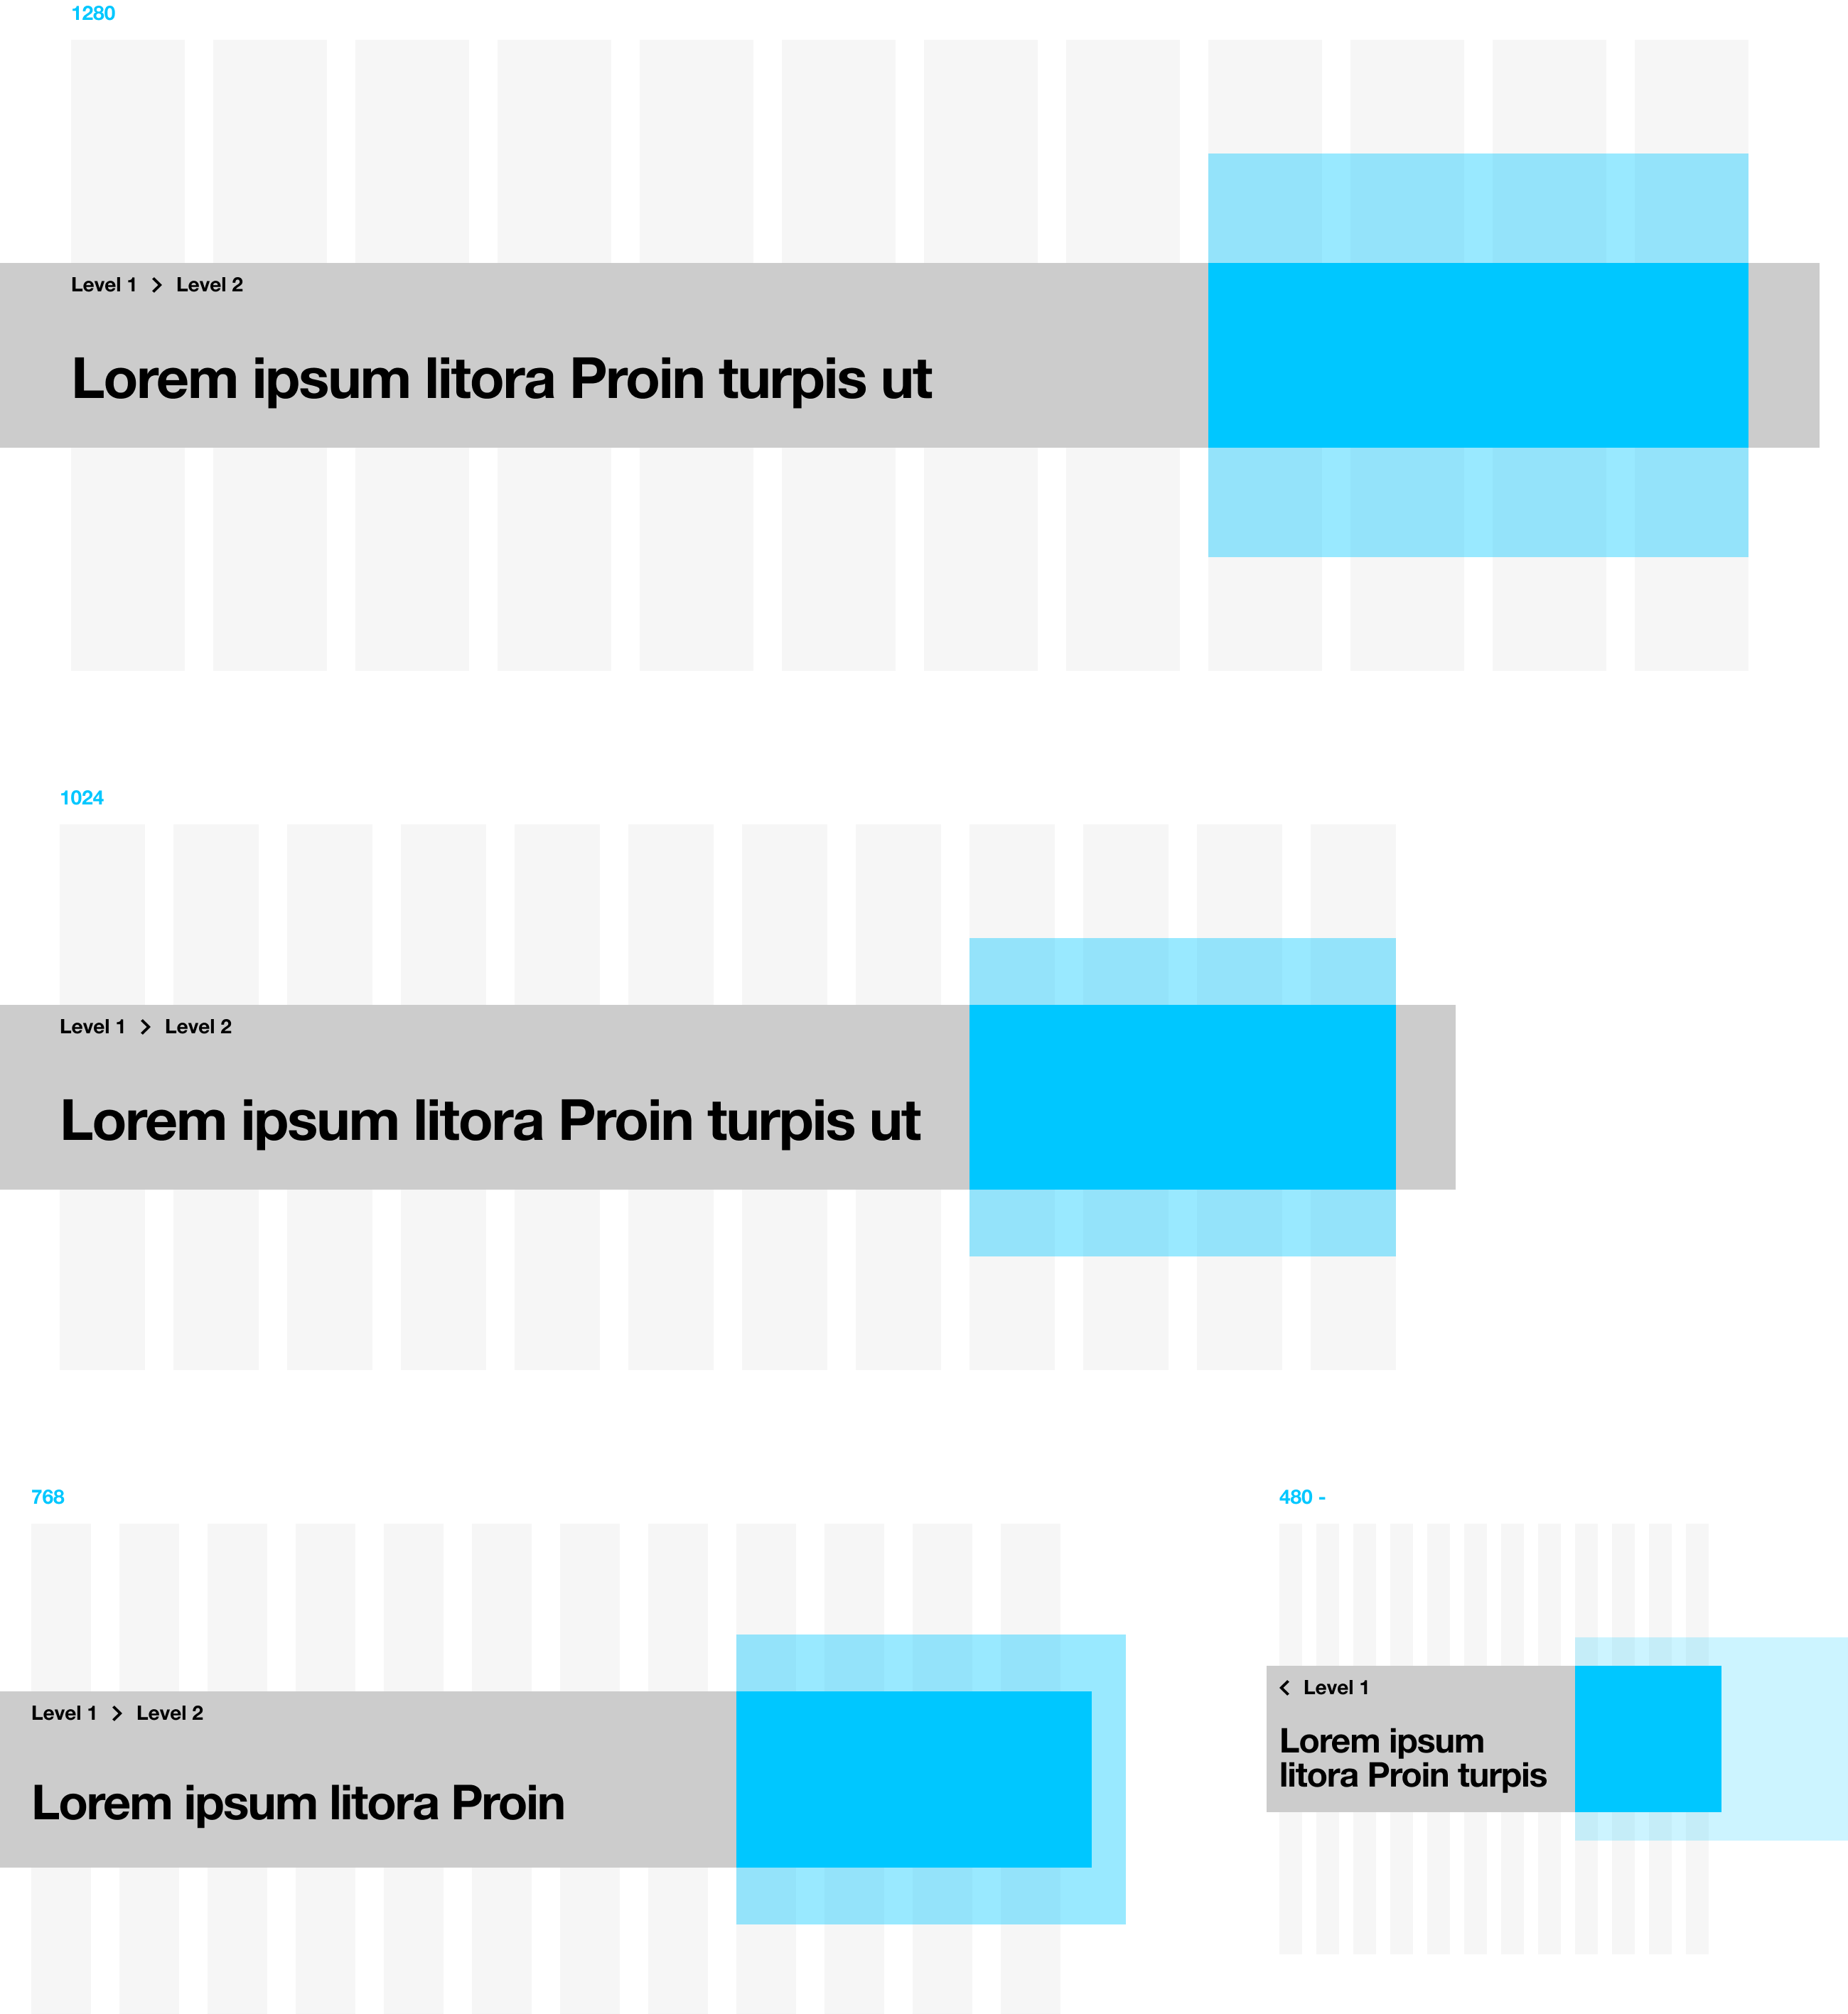 1280
Level 1 > Level 2
Lorem ipsum litora Proin turpis ut
1024
Level 1 > Level 2
Lorem ipsum litora Proin turpis ut
768
Level 1 > Level 2
Lorem ipsum litora Proin
480 -
< Level 1
Lorem ipsum
litora Proin turpis